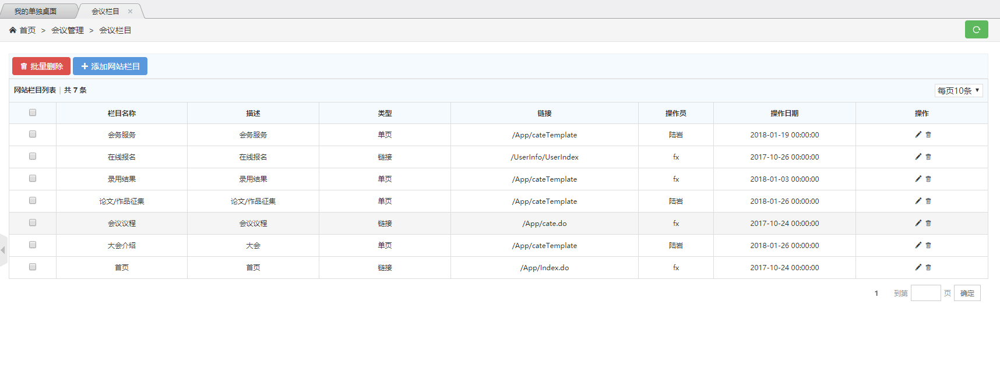 我的单独桌面 会议栏目 ×
首页 > 会议管理 > 会议栏目
批量删除 添加网站栏目
网站栏目列表 | 共 7 条 每页10条
栏目名称 描述 类型 链接 操作员 操作日期 操作
会务服务 会务服务 单页 /App/cateTemplate 陆岩 2018-01-19 00:00:00
在线报名 在线报名 链接 /UserInfo/UserIndex fx 2017-10-26 00:00:00
录用结果 录用结果 单页 /App/cateTemplate fx 2018-01-03 00:00:00
论文/作品征集 论文/作品征集 单页 /App/cateTemplate 陆岩 2018-01-26 00:00:00
会议议程 会议议程 链接 /App/cate.do fx 2017-10-24 00:00:00
大会介绍 大会 单页 /App/cateTemplate 陆岩 2018-01-26 00:00:00
首页 首页 链接 /App/Index.do fx 2017-10-24 00:00:00
1 到第 页 确定